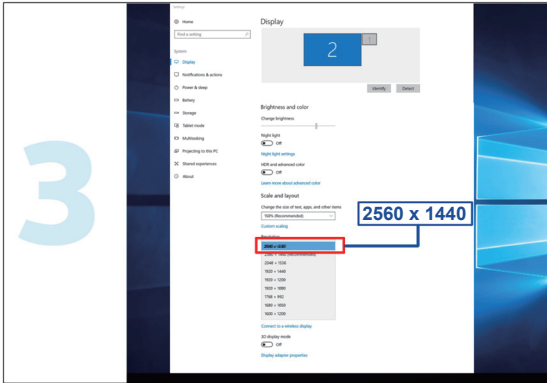 3
Settings
Home
Find a setting
System
Display
Notifications & actions
Power & sleep
Battery
Storage
Tablet mode
Multitasking
Projecting to this PC
Shared experiences
About
Display
2
1
Identify
Detect
Brightness and color
Change brightness
Night light
Off
Night light settings
HDR and advanced color
Off
Learn more about advanced color
Scale and layout
Change the size of text, apps, and other items
100% (Recommended)
Custom scaling
Resolution
2560 x 1440
2048 × 1536
1920 × 1440
1920 × 1200
1920 × 1080
1768 × 992
1680 × 1050
1600 × 1200
Connect to a wireless display
3D display mode
Off
Display adapter properties